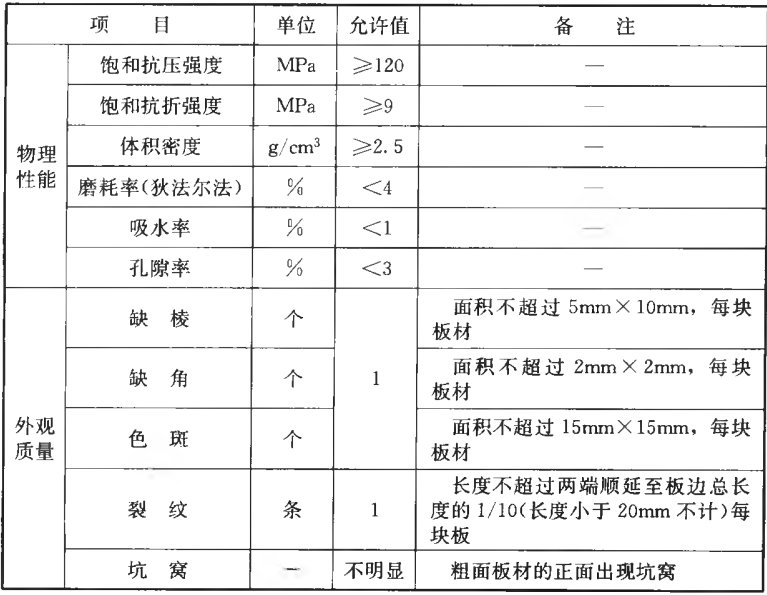 项 目 单位 允许值 备 注
物理
性能
饱和抗压强度 MPa ≥120 —
饱和抗折强度 MPa ≥9 —
体积密度 g/cm³ ≥2.5 —
磨耗率(狄法尔法) % <4 —
吸水率 % <1 —
孔隙率 % <3 —
外观
质量
缺 棱 个 1 面积不超过 5mm×10mm，每块
板材
缺 角 个 面积不超过 2mm×2mm，每块
板材
色 斑 个 面积不超过 15mm×15mm，每块
板材
裂 纹 条 1 长度不超过两端顺延至板边总长
度的 1/10(长度小于 20mm 不计)每
块板
坑 窝 — 不明显 粗面板材的正面出现坑窝